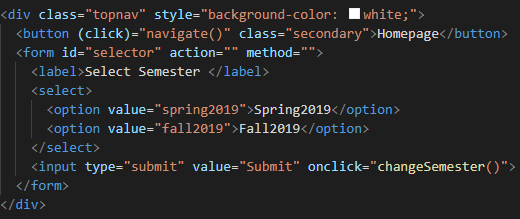 <div class="topnav" style="background-color: white;">
<button (click)="navigate()" class="secondary">Homepage</button>
<form id="selector" action="" method="">
<label>Select Semester </label>
<select>
<option value="spring2019">Spring2019</option>
<option value="fall2019">Fall2019</option>
</select>
<input type="submit" value="Submit" onclick="changeSemester()">
</form>
</div>